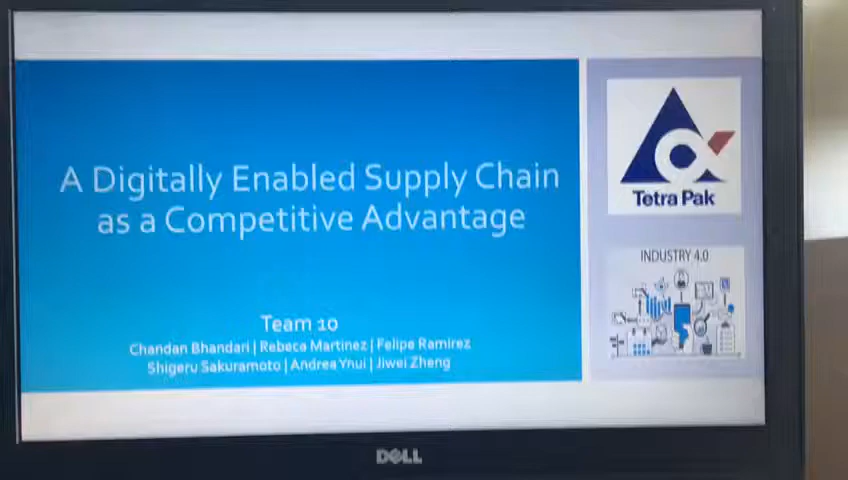 A Digitally Enabled Supply Chain
as a Competitive Advantage
Team 10
Chandan Bhandari | Rebeca Martinez | Felipe Ramirez
Shigeru Sakuramoto | Andrea Yhui | Jiwei Zheng
Tetra Pak
INDUSTRY 4.0
DELL